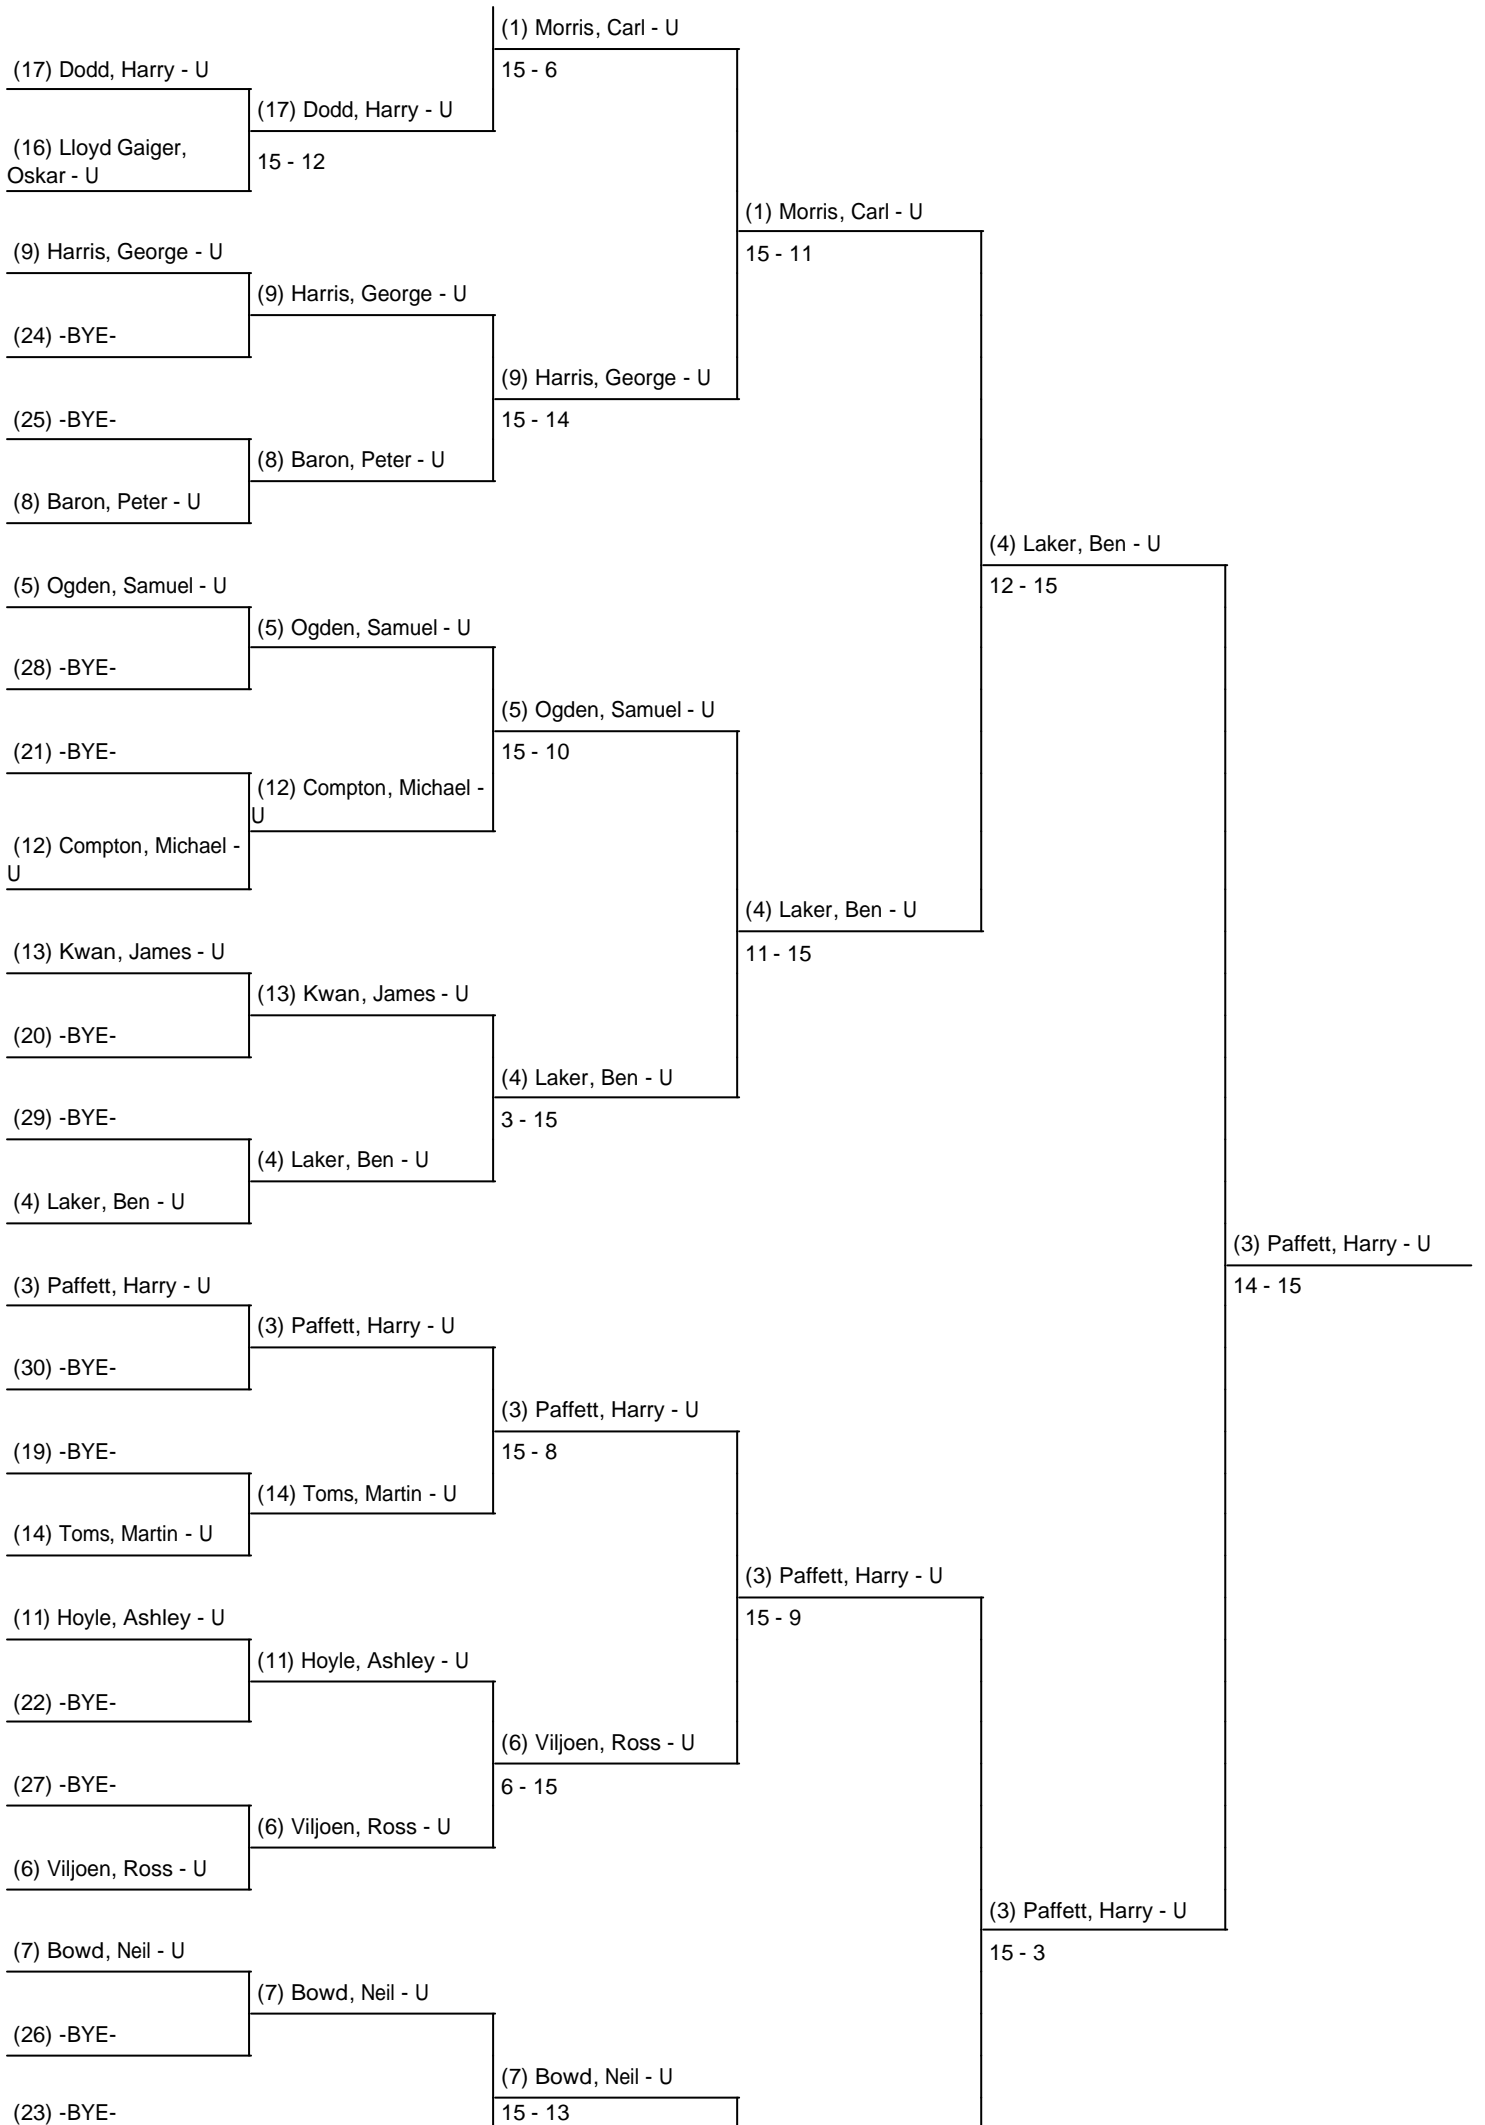 (1) Morris, Carl - U
(17) Dodd, Harry - U
15 - 6
(17) Dodd, Harry - U
(16) Lloyd Gaiger,
Oskar - U
15 - 12
(1) Morris, Carl - U
(9) Harris, George - U
15 - 11
(9) Harris, George - U
(24) -BYE-
(9) Harris, George - U
(25) -BYE-
15 - 14
(8) Baron, Peter - U
(8) Baron, Peter - U
(4) Laker, Ben - U
(5) Ogden, Samuel - U
12 - 15
(5) Ogden, Samuel - U
(28) -BYE-
(5) Ogden, Samuel - U
(21) -BYE-
15 - 10
(12) Compton, Michael -
U
(12) Compton, Michael -
U
(4) Laker, Ben - U
(13) Kwan, James - U
11 - 15
(13) Kwan, James - U
(20) -BYE-
(4) Laker, Ben - U
(29) -BYE-
3 - 15
(4) Laker, Ben - U
(4) Laker, Ben - U
(3) Paffett, Harry - U
(3) Paffett, Harry - U
14 - 15
(3) Paffett, Harry - U
(30) -BYE-
(3) Paffett, Harry - U
(19) -BYE-
15 - 8
(14) Toms, Martin - U
(14) Toms, Martin - U
(3) Paffett, Harry - U
(11) Hoyle, Ashley - U
15 - 9
(11) Hoyle, Ashley - U
(22) -BYE-
(6) Viljoen, Ross - U
(27) -BYE-
6 - 15
(6) Viljoen, Ross - U
(6) Viljoen, Ross - U
(3) Paffett, Harry - U
(7) Bowd, Neil - U
15 - 3
(7) Bowd, Neil - U
(26) -BYE-
(7) Bowd, Neil - U
(23) -BYE-
15 - 13